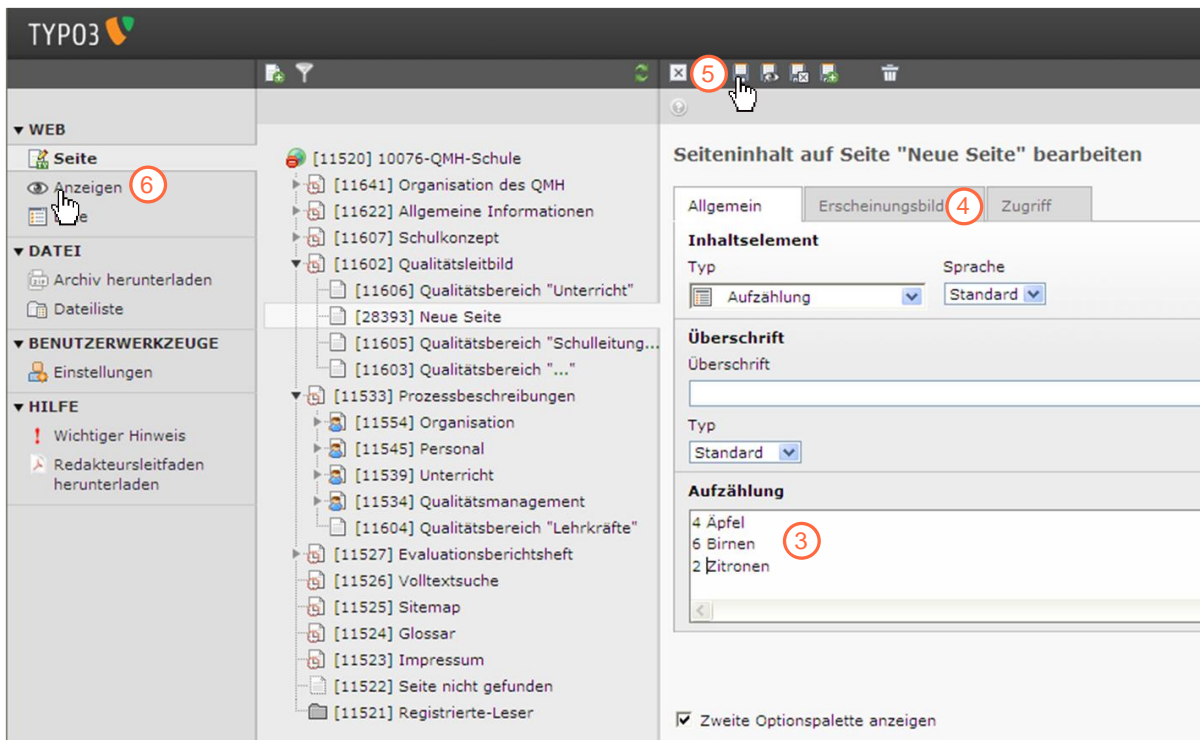 TYPO3
5
WEB
Seite
Anzeigen
6
DATEI
Archiv herunterladen
Dateiliste
BENUTZERWERKZEUGE
Einstellungen
HILFE
Wichtiger Hinweis
Redakteursleitfaden
herunterladen
[11520] 10076-QMH-Schule
[11641] Organisation des QMH
[11622] Allgemeine Informationen
[11607] Schulkonzept
[11602] Qualitätsleitbild
[11606] Qualitätsbereich "Unterricht"
[28393] Neue Seite
[11605] Qualitätsbereich "Schulleitung...
[11603] Qualitätsbereich "..."
[11533] Prozessbeschreibungen
[11554] Organisation
[11545] Personal
[11539] Unterricht
[11534] Qualitätsmanagement
[11604] Qualitätsbereich "Lehrkräfte"
[11527] Evaluationsberichtsheft
[11526] Volltextsuche
[11525] Sitemap
[11524] Glossar
[11523] Impressum
[11522] Seite nicht gefunden
[11521] Registrierte-Leser
Seiteninhalt auf Seite "Neue Seite" bearbeiten
Allgemein Erscheinungsbild 4 Zugriff
Inhaltselement
Typ Sprache
Aufzählung Standard
Überschrift
Überschrift
Typ
Standard
Aufzählung
4 Äpfel
6 Birnen 3
2 Zitronen
Zweite Optionspalette anzeigen